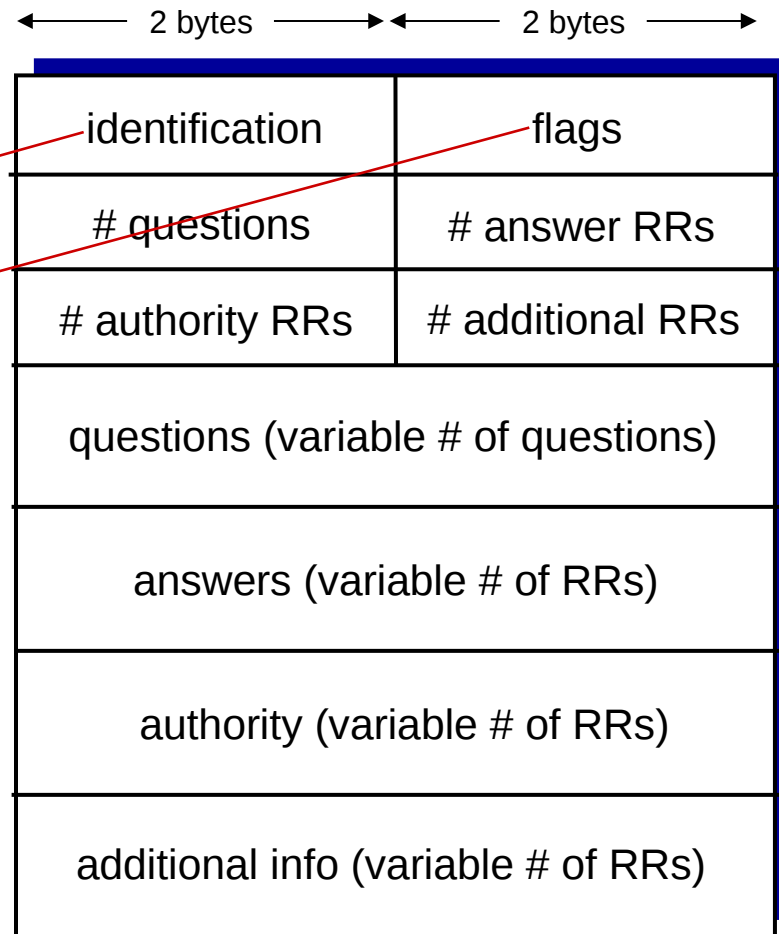 2 bytes 2 bytes
identification flags
# questions # answer RRs
# authority RRs # additional RRs
questions (variable # of questions)
answers (variable # of RRs)
authority (variable # of RRs)
additional info (variable # of RRs)